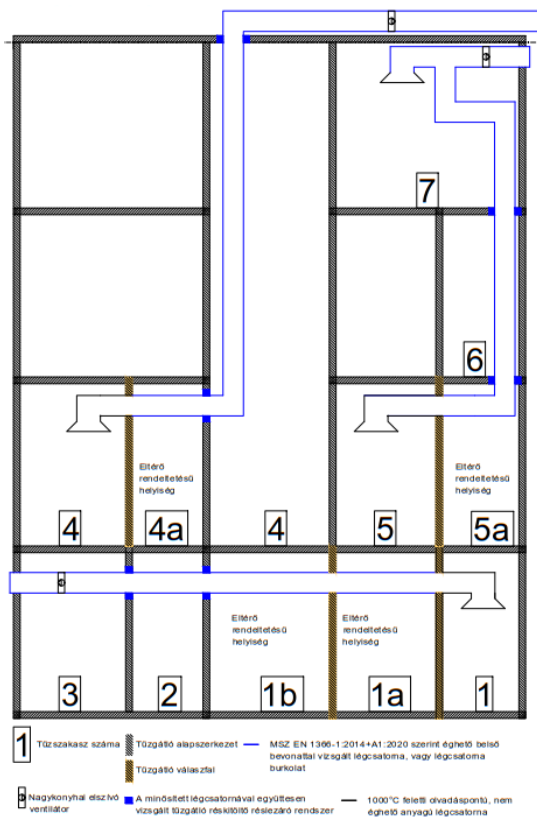 7
6
Eltérő
rendeltetésű
helyiség
Eltérő
rendeltetésű
helyiség
4
4a
4
5
5a
Eltérő
rendeltetésű
helyiség
Eltérő
rendeltetésű
helyiség
3
2
1b
1a
1
1 Tűzszakasz száma
Tűzgátló alapszerkezet
MSZ EN 1366-1:2014+A1:2020 szerint éghető belső
bevonattal vizsgált légcsatorna, vagy légcsatorna
burkolat
Tűzgátló válaszfal
Nagykonyhai elszívó
ventilátor
A minősített légcsatornával együttesen
vizsgált tűzgátló réskitöltő réslezáró rendszer
1000°C feletti olvadáspontú, nem
éghető anyagú légcsatorna